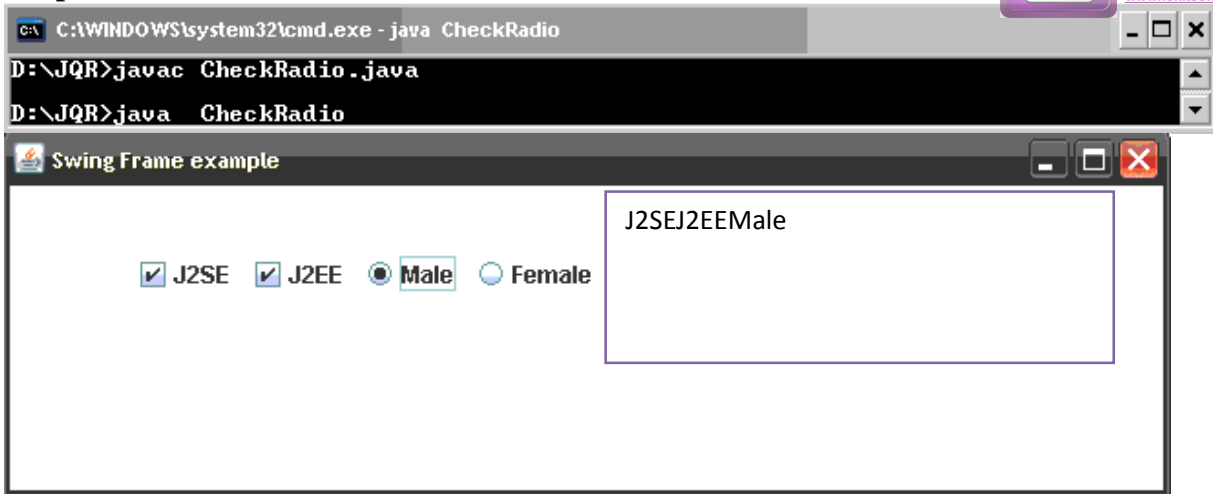 C:\WINDOWS\system32\cmd.exe - java CheckRadio
D:\JQR>javac CheckRadio.java
D:\JQR>java CheckRadio
Swing Frame example
J2SEJ2EEMale
J2SE J2EE Male Female